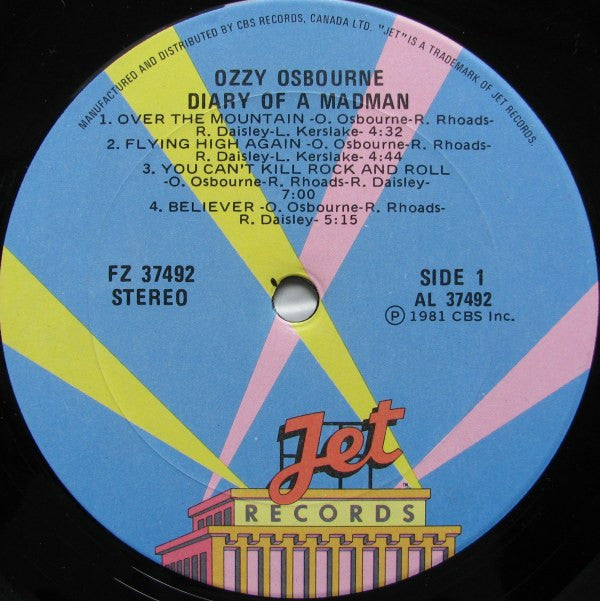 MANUFACTURED AND DISTRIBUTED BY CBS RECORDS, CANADA LTD. "JET" IS A TRADEMARK OF JET RECORDS.
OZZY OSBOURNE
DIARY OF A MADMAN
1. OVER THE MOUNTAIN -O. Osbourne-R. Rhoads-
R. Daisley-L. Kerslake- 4:32
2. FLYING HIGH AGAIN - O. Osbourne-R. Rhoads-
R. Daisley-L. Kerslake- 4:44
3. YOU CAN'T KILL ROCK AND ROLL
-O. Osbourne-R. Rhoads-R. Daisley-
7:00
4. BELIEVER -O. Osbourne-R. Rhoads-
R. Daisley- 5:15
FZ 37492
STEREO
SIDE 1
AL 37492
℗ 1981 CBS Inc.
Jet
TM
RECORDS